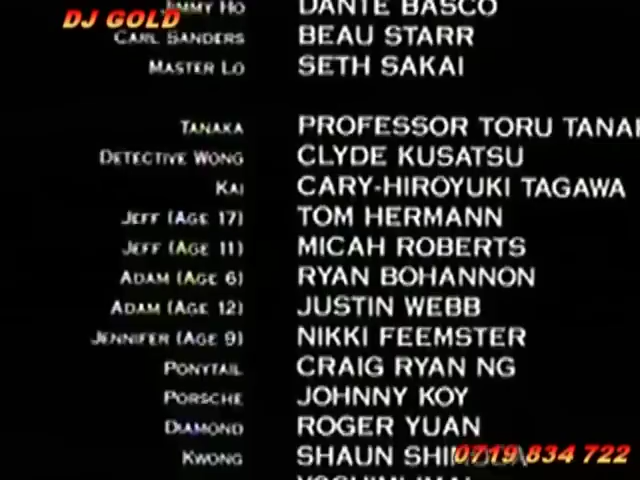 DJ GOLD
JIMMY HO DANTE BASCO
CARL SANDERS BEAU STARR
MASTER LO SETH SAKAI
TANAKA PROFESSOR TORU TANAK
DETECTIVE WONG CLYDE KUSATSU
KAI CARY-HIROYUKI TAGAWA
JEFF (AGE 17) TOM HERMANN
JEFF (AGE 11) MICAH ROBERTS
ADAM (AGE 6) RYAN BOHANNON
ADAM (AGE 12) JUSTIN WEBB
JENNIFER (AGE 9) NIKKI FEEMSTER
PONYTAIL CRAIG RYAN NG
PORSCHE JOHNNY KOY
DIAMOND ROGER YUAN
KWONG SHAUN
0719 834 722